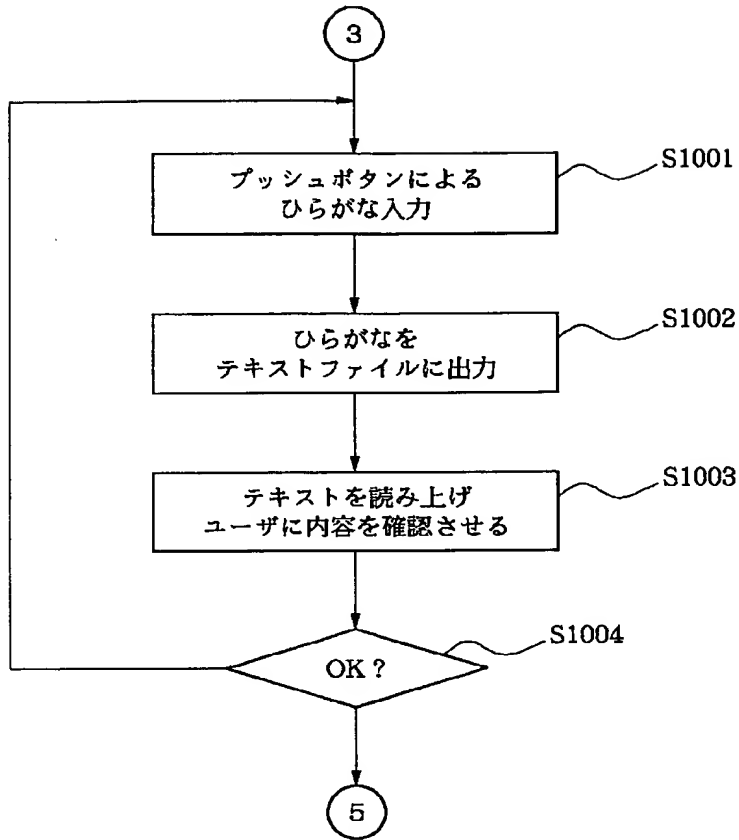 3
プッシュボタンによる
ひらがな入力
S1001
ひらがなを
テキストファイルに出力
S1002
テキストを読み上げ
ユーザに内容を確認させる
S1003
OK?
S1004
5